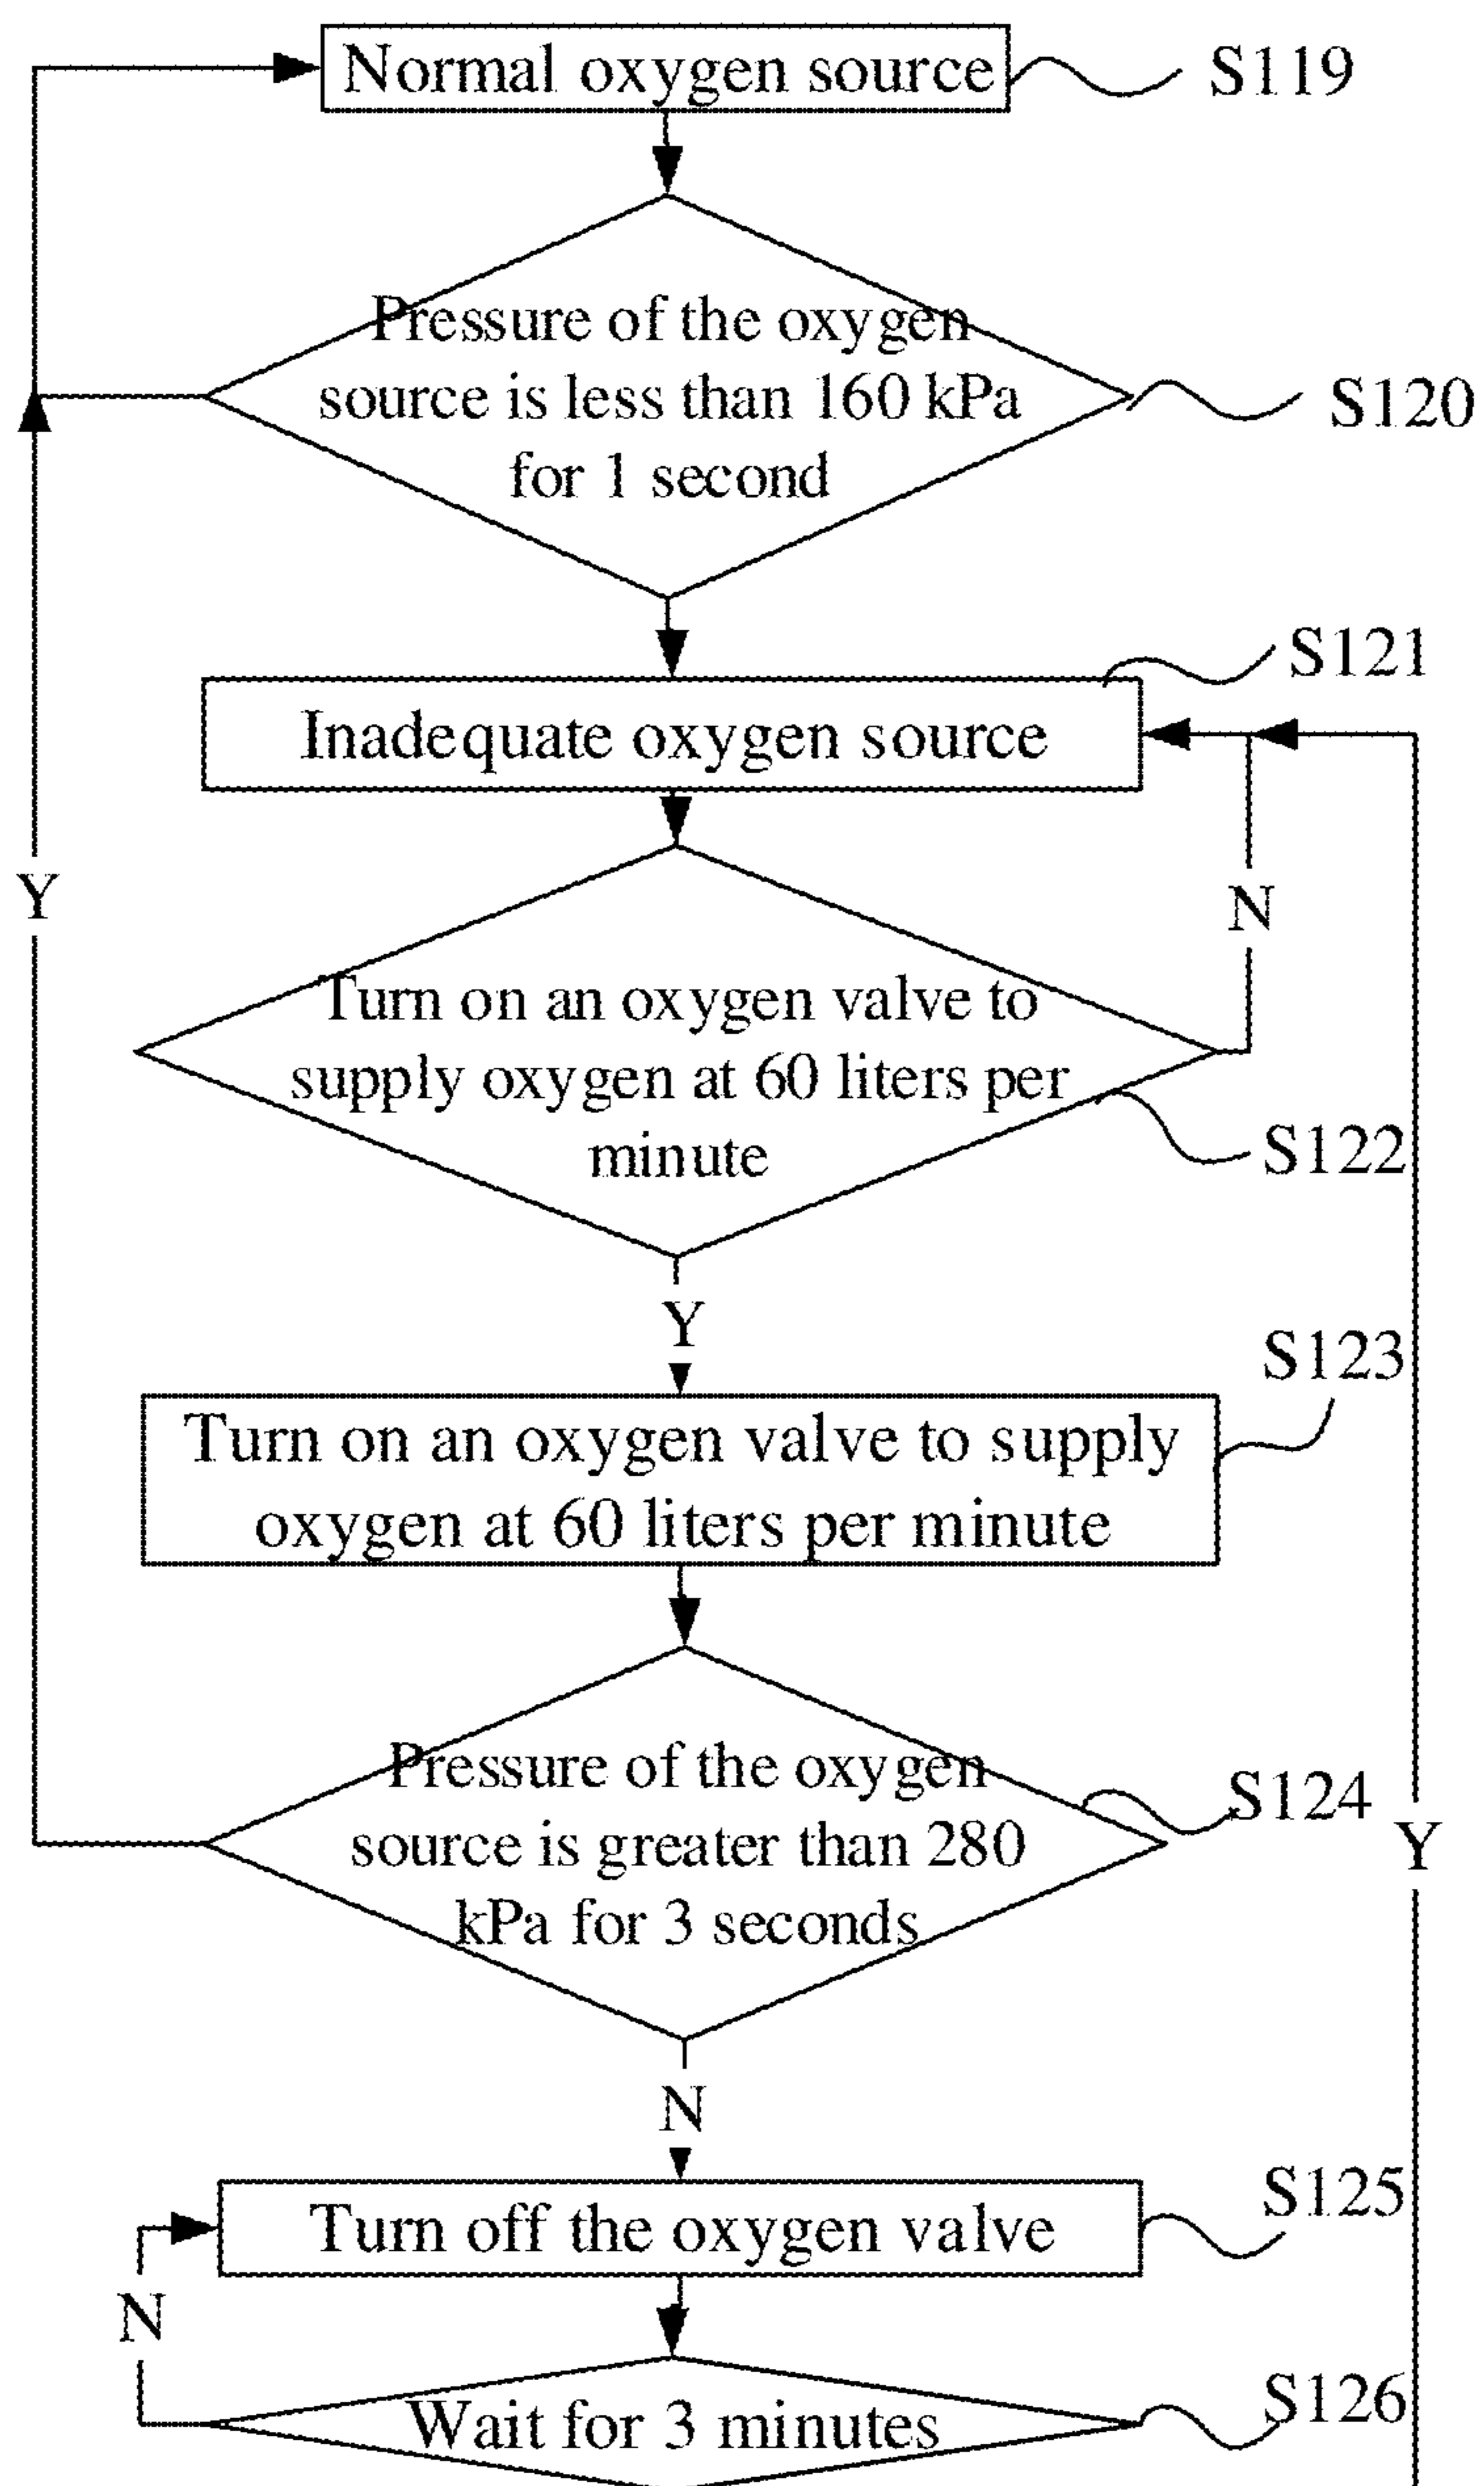 Normal oxygen source
S119
Pressure of the oxygen
source is less than 160 kPa
for 1 second
S120
S121
Inadequate oxygen source
Y
N
Turn on an oxygen valve to
supply oxygen at 60 liters per
minute
S122
Y
S123
Turn on an oxygen valve to supply
oxygen at 60 liters per minute
Pressure of the oxygen
source is greater than 280
kPa for 3 seconds
S124
Y
N
S125
Turn off the oxygen valve
N
Wait for 3 minutes
S126